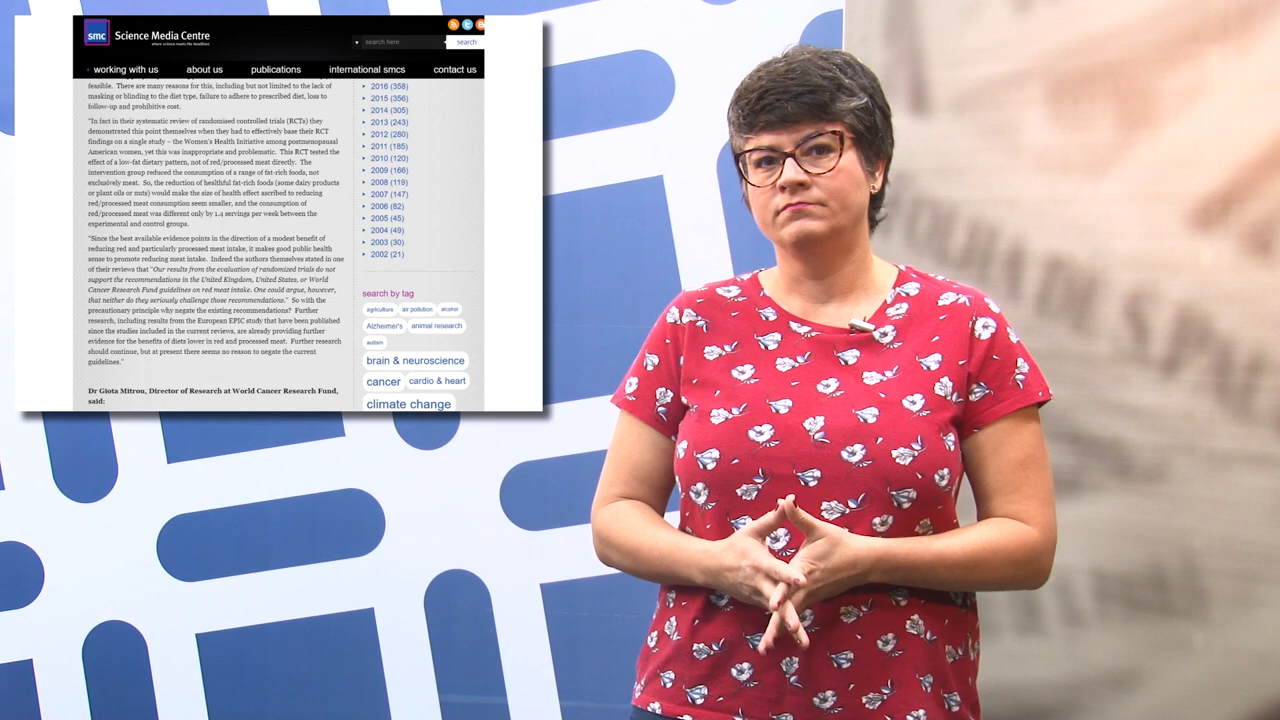 smc Science Media Centre
where science meets the headlines
search here search
working with us about us publications international smcs contact us
feasible. There are many reasons for this, including but not limited to the lack of
masking or blinding to the diet type, failure to adhere to prescribed diet, loss to
follow-up and prohibitive cost.
"In fact in their systematic review of randomised controlled trials (RCTs) they
demonstrated this point themselves when they had to effectively base their RCT
findings on a single study – the Women's Health Initiative among postmenopausal
American women, yet this was inappropriate and problematic. This RCT tested the
effect of a low-fat dietary pattern, not of red/processed meat directly. The
intervention group reduced the consumption of a range of fat-rich foods, not
exclusively meat. So, the reduction of healthful fat-rich foods (some dairy products
or plant oils or nuts) would make the size of health effect ascribed to reducing
red/processed meat consumption seem smaller, and the consumption of
red/processed meat was different only by 1.4 servings per week between the
experimental and control groups.
"Since the best available evidence points in the direction of a modest benefit of
reducing red and particularly processed meat intake, it makes good public health
sense to promote reducing meat intake. Indeed the authors themselves stated in one
of their reviews that "Our results from the evaluation of randomized trials do not
support the recommendations in the United Kingdom, United States, or World
Cancer Research Fund guidelines on red meat intake. One could argue, however,
that neither do they seriously challenge those recommendations." So with the
precautionary principle why negate the existing recommendations? Further
research, including results from the European EPIC study that have been published
since the studies included in the current reviews, are already providing further
evidence for the benefits of diets lover in red and processed meat. Further research
should continue, but at present there seems no reason to negate the current
guidelines."
Dr Giota Mitrou, Director of Research at World Cancer Research Fund,
said:
2016 (358)
2015 (356)
2014 (305)
2013 (243)
2012 (280)
2011 (185)
2010 (120)
2009 (166)
2008 (119)
2007 (147)
2006 (82)
2005 (45)
2004 (49)
2003 (30)
2002 (21)
search by tag
agriculture air pollution alcohol
Alzheimer's animal research
autism
brain & neuroscience
cancer cardio & heart
climate change